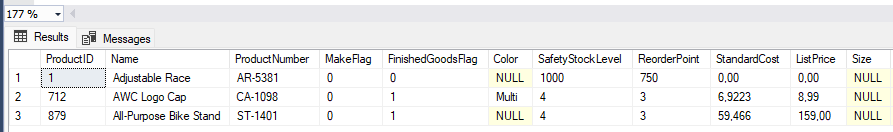 177 %
Results Messages
ProductID Name ProductNumber MakeFlag FinishedGoodsFlag Color SafetyStockLevel ReorderPoint StandardCost ListPrice Size
1 1 Adjustable Race AR-5381 0 0 NULL 1000 750 0,00 0,00 NULL
2 712 AWC Logo Cap CA-1098 0 1 Multi 4 3 6,9223 8,99 NULL
3 879 All-Purpose Bike Stand ST-1401 0 1 NULL 4 3 59,466 159,00 NULL